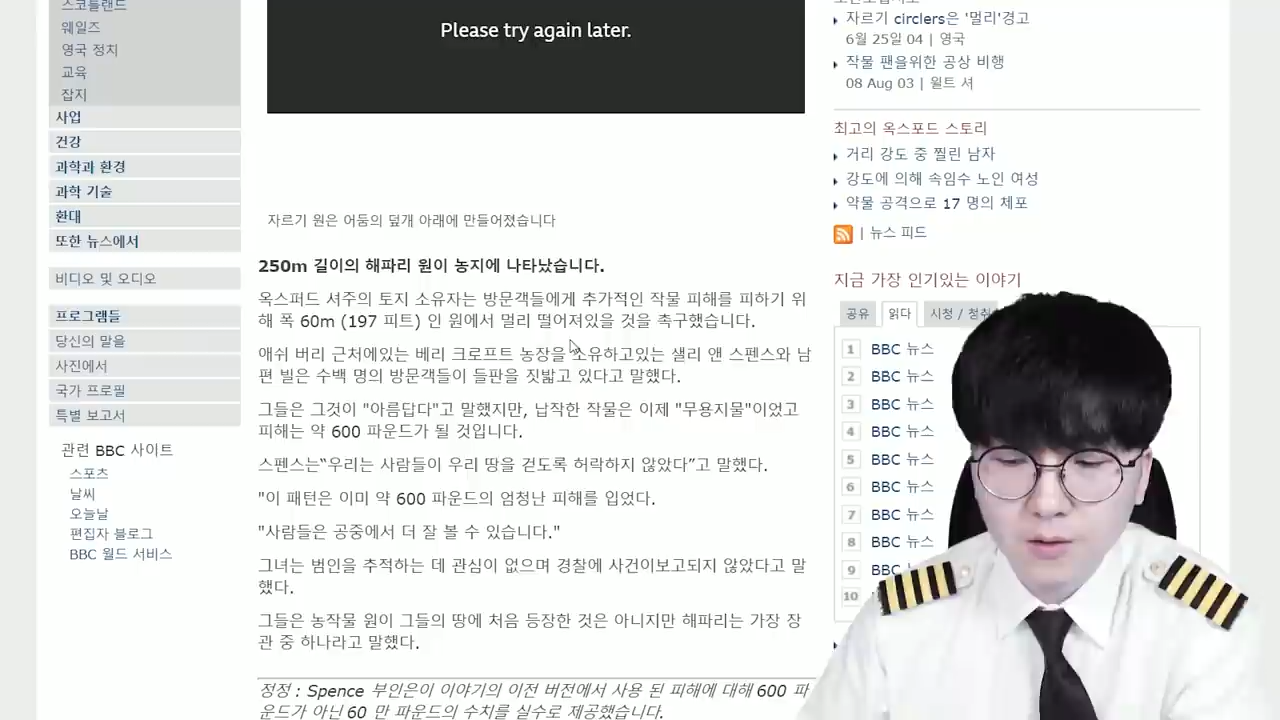 스코틀랜드
웨일즈
영국 정치
교육
잡지
사업
건강
과학과 환경
과학 기술
환대
또한 뉴스에서
비디오 및 오디오
프로그램들
당신의 말을
사진에서
국가 프로필
특별 보고서
관련 BBC 사이트
스포츠
날씨
오늘날
편집자 블로그
BBC 월드 서비스
Please try again later.
자르기 원은 어둠의 덮개 아래에 만들어졌습니다
250m 길이의 해파리 원이 농지에 나타났습니다.
옥스퍼드 셔주의 토지 소유자는 방문객들에게 추가적인 작물 피해를 피하기 위
해 폭 60m (197 피트) 인 원에서 멀리 떨어져있을 것을 촉구했습니다.
애쉬 버리 근처에있는 베리 크로프트 농장을 소유하고있는 샐리 앤 스펜스와 남
편 빌은 수백 명의 방문객들이 들판을 짓밟고 있다고 말했다.
그들은 그것이 "아름답다"고 말했지만, 납작한 작물은 이제 "무용지물"이었고
피해는 약 600 파운드가 될 것입니다.
스펜스는“우리는 사람들이 우리 땅을 걷도록 허락하지 않았다”고 말했다.
"이 패턴은 이미 약 600 파운드의 엄청난 피해를 입었다.
"사람들은 공중에서 더 잘 볼 수 있습니다."
그녀는 범인을 추적하는 데 관심이 없으며 경찰에 사건이보고되지 않았다고 말
했다.
그들은 농작물 원이 그들의 땅에 처음 등장한 것은 아니지만 해파리는 가장 장
관 중 하나라고 말했다.
정정 : Spence 부인은이 이야기의 이전 버전에서 사용 된 피해에 대해 600 파
운드가 아닌 60 만 파운드의 수치를 실수로 제공했습니다.
자르기 circlers은 '멀리'경고
6월 25일 04 | 영국
작물 팬을위한 공상 비행
08 Aug 03 | 윌트 셔
최고의 옥스포드 스토리
거리 강도 중 찔린 남자
강도에 의해 속임수 노인 여성
약물 공격으로 17 명의 체포
| 뉴스 피드
지금 가장 인기있는 이야기
공유 읽다 시청 / 청취
1 BBC 뉴스
2 BBC 뉴스
3 BBC 뉴스
4 BBC 뉴스
5 BBC 뉴스
6 BBC 뉴스
7 BBC 뉴스
8 BBC 뉴스
9 BBC
10